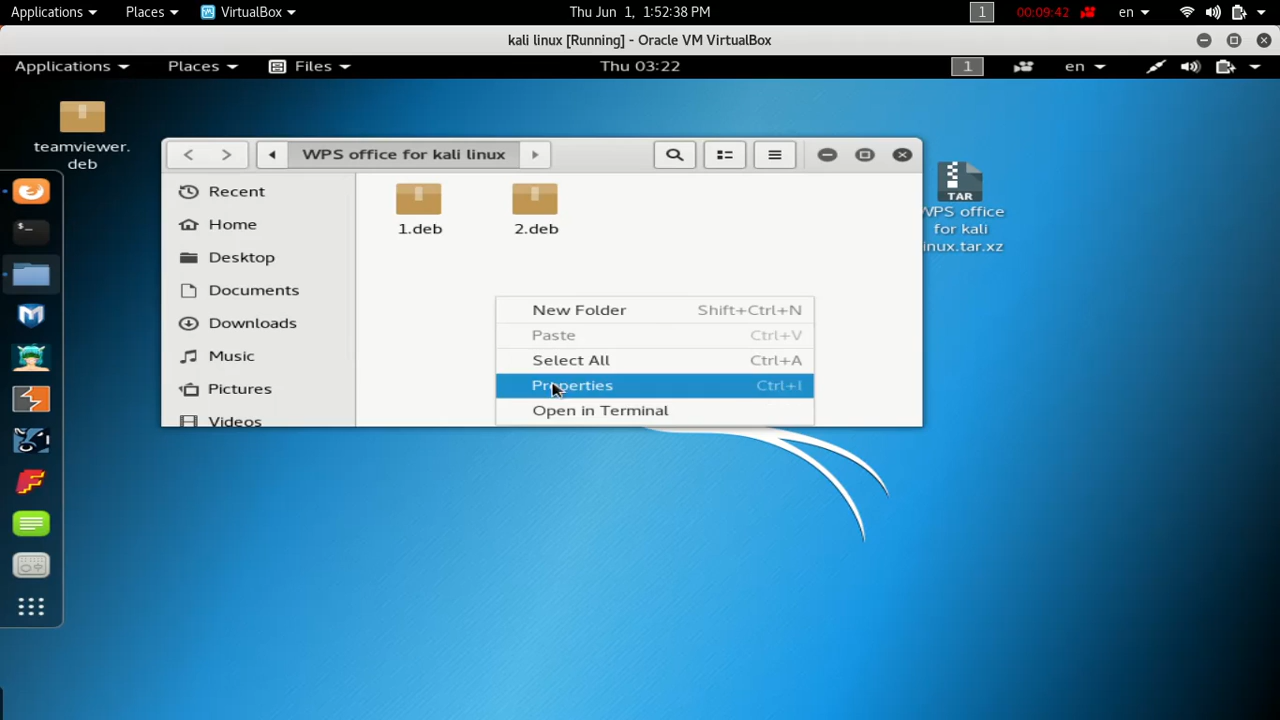 Applications Places VirtualBox Thu Jun 1, 1:52:38 PM 1 00:09:42 en
kali linux [Running] - Oracle VM VirtualBox
Applications Places Files Thu 03:22 1 en
teamviewer.
deb
WPS office for kali linux
Recent
Home
Desktop
Documents
Downloads
Music
Pictures
Videos
1.deb
2.deb
New Folder Shift+Ctrl+N
Paste Ctrl+V
Select All Ctrl+A
Properties Ctrl+I
Open in Terminal
TAR
WPS office
for kali
inux.tar.xz